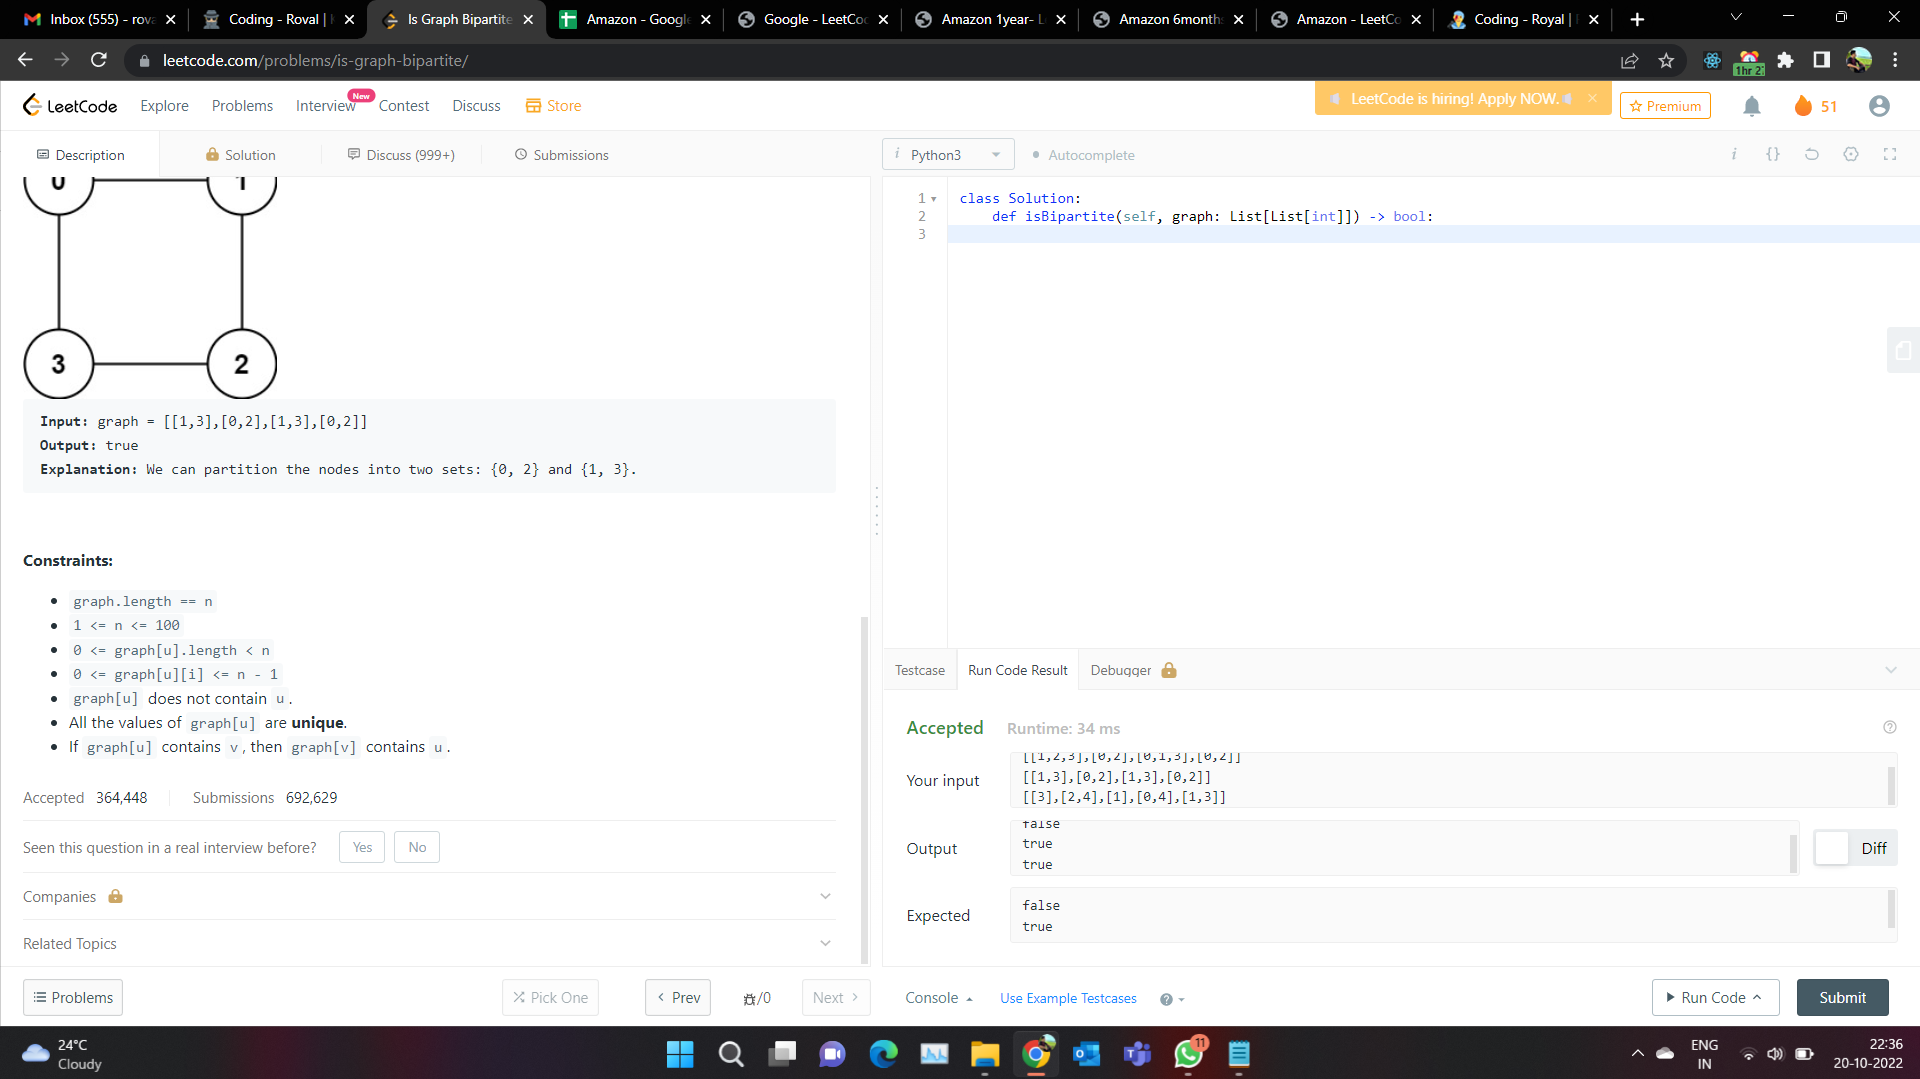 Inbox (555) - rova
Coding - Roval |
Is Graph Bipartite
Amazon - Google
Google - LeetCo
Amazon 1year- L
Amazon 6month
Amazon - LeetCo
Coding - Royal |
leetcode.com/problems/is-graph-bipartite/
1hr 2
LeetCode
Explore
Problems
Interview
New
Contest
Discuss
Store
LeetCode is hiring! Apply NOW.
Premium
51
Description
Solution
Discuss (999+)
Submissions
i Python3
Autocomplete
i {}
0 1
3 2
Input: graph = [[1,3],[0,2],[1,3],[0,2]]
Output: true
Explanation: We can partition the nodes into two sets: {0, 2} and {1, 3}.
Constraints:
graph.length == n
1 <= n <= 100
0 <= graph[u].length < n
0 <= graph[u][i] <= n - 1
graph[u] does not contain u.
All the values of graph[u] are unique.
If graph[u] contains v, then graph[v] contains u.
Accepted 364,448 Submissions 692,629
Seen this question in a real interview before? Yes No
Companies
Related Topics
Problems
Pick One
Prev
/0
Next
1 class Solution:
2 def isBipartite(self, graph: List[List[int]]) -> bool:
3
Testcase
Run Code Result
Debugger
Accepted Runtime: 34 ms
Your input
[[1,2,3],[0,2],[0,1,3],[0,2]]
[[1,3],[0,2],[1,3],[0,2]]
[[3],[2,4],[1],[0,4],[1,3]]
Output
false
true
true
Diff
Expected
false
true
Console
Use Example Testcases
Run Code
Submit
24°C
Cloudy
11
ENG
IN
22:36
20-10-2022